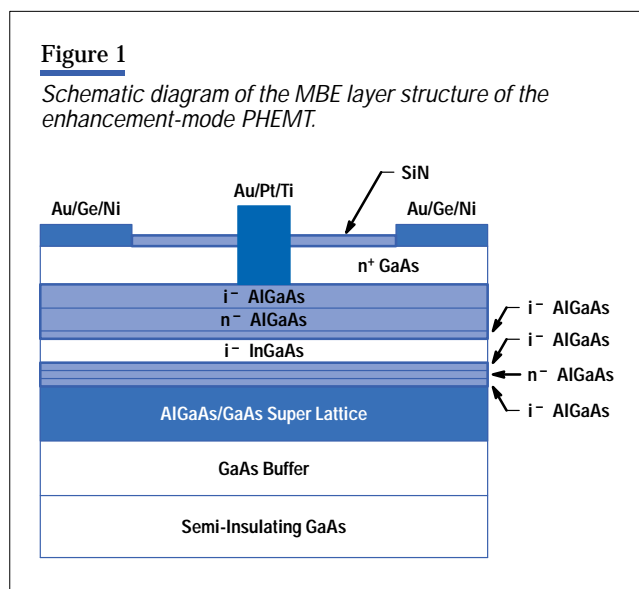 Figure 1
Schematic diagram of the MBE layer structure of the
enhancement-mode PHEMT.
SiN
Au/Pt/Ti
Au/Ge/Ni
Au/Ge/Ni
n+ GaAs
i− AlGaAs
n− AlGaAs
i− AlGaAs
i− AlGaAs
i− InGaAs
n− AlGaAs
i− AlGaAs
AlGaAs/GaAs Super Lattice
GaAs Buffer
Semi-Insulating GaAs